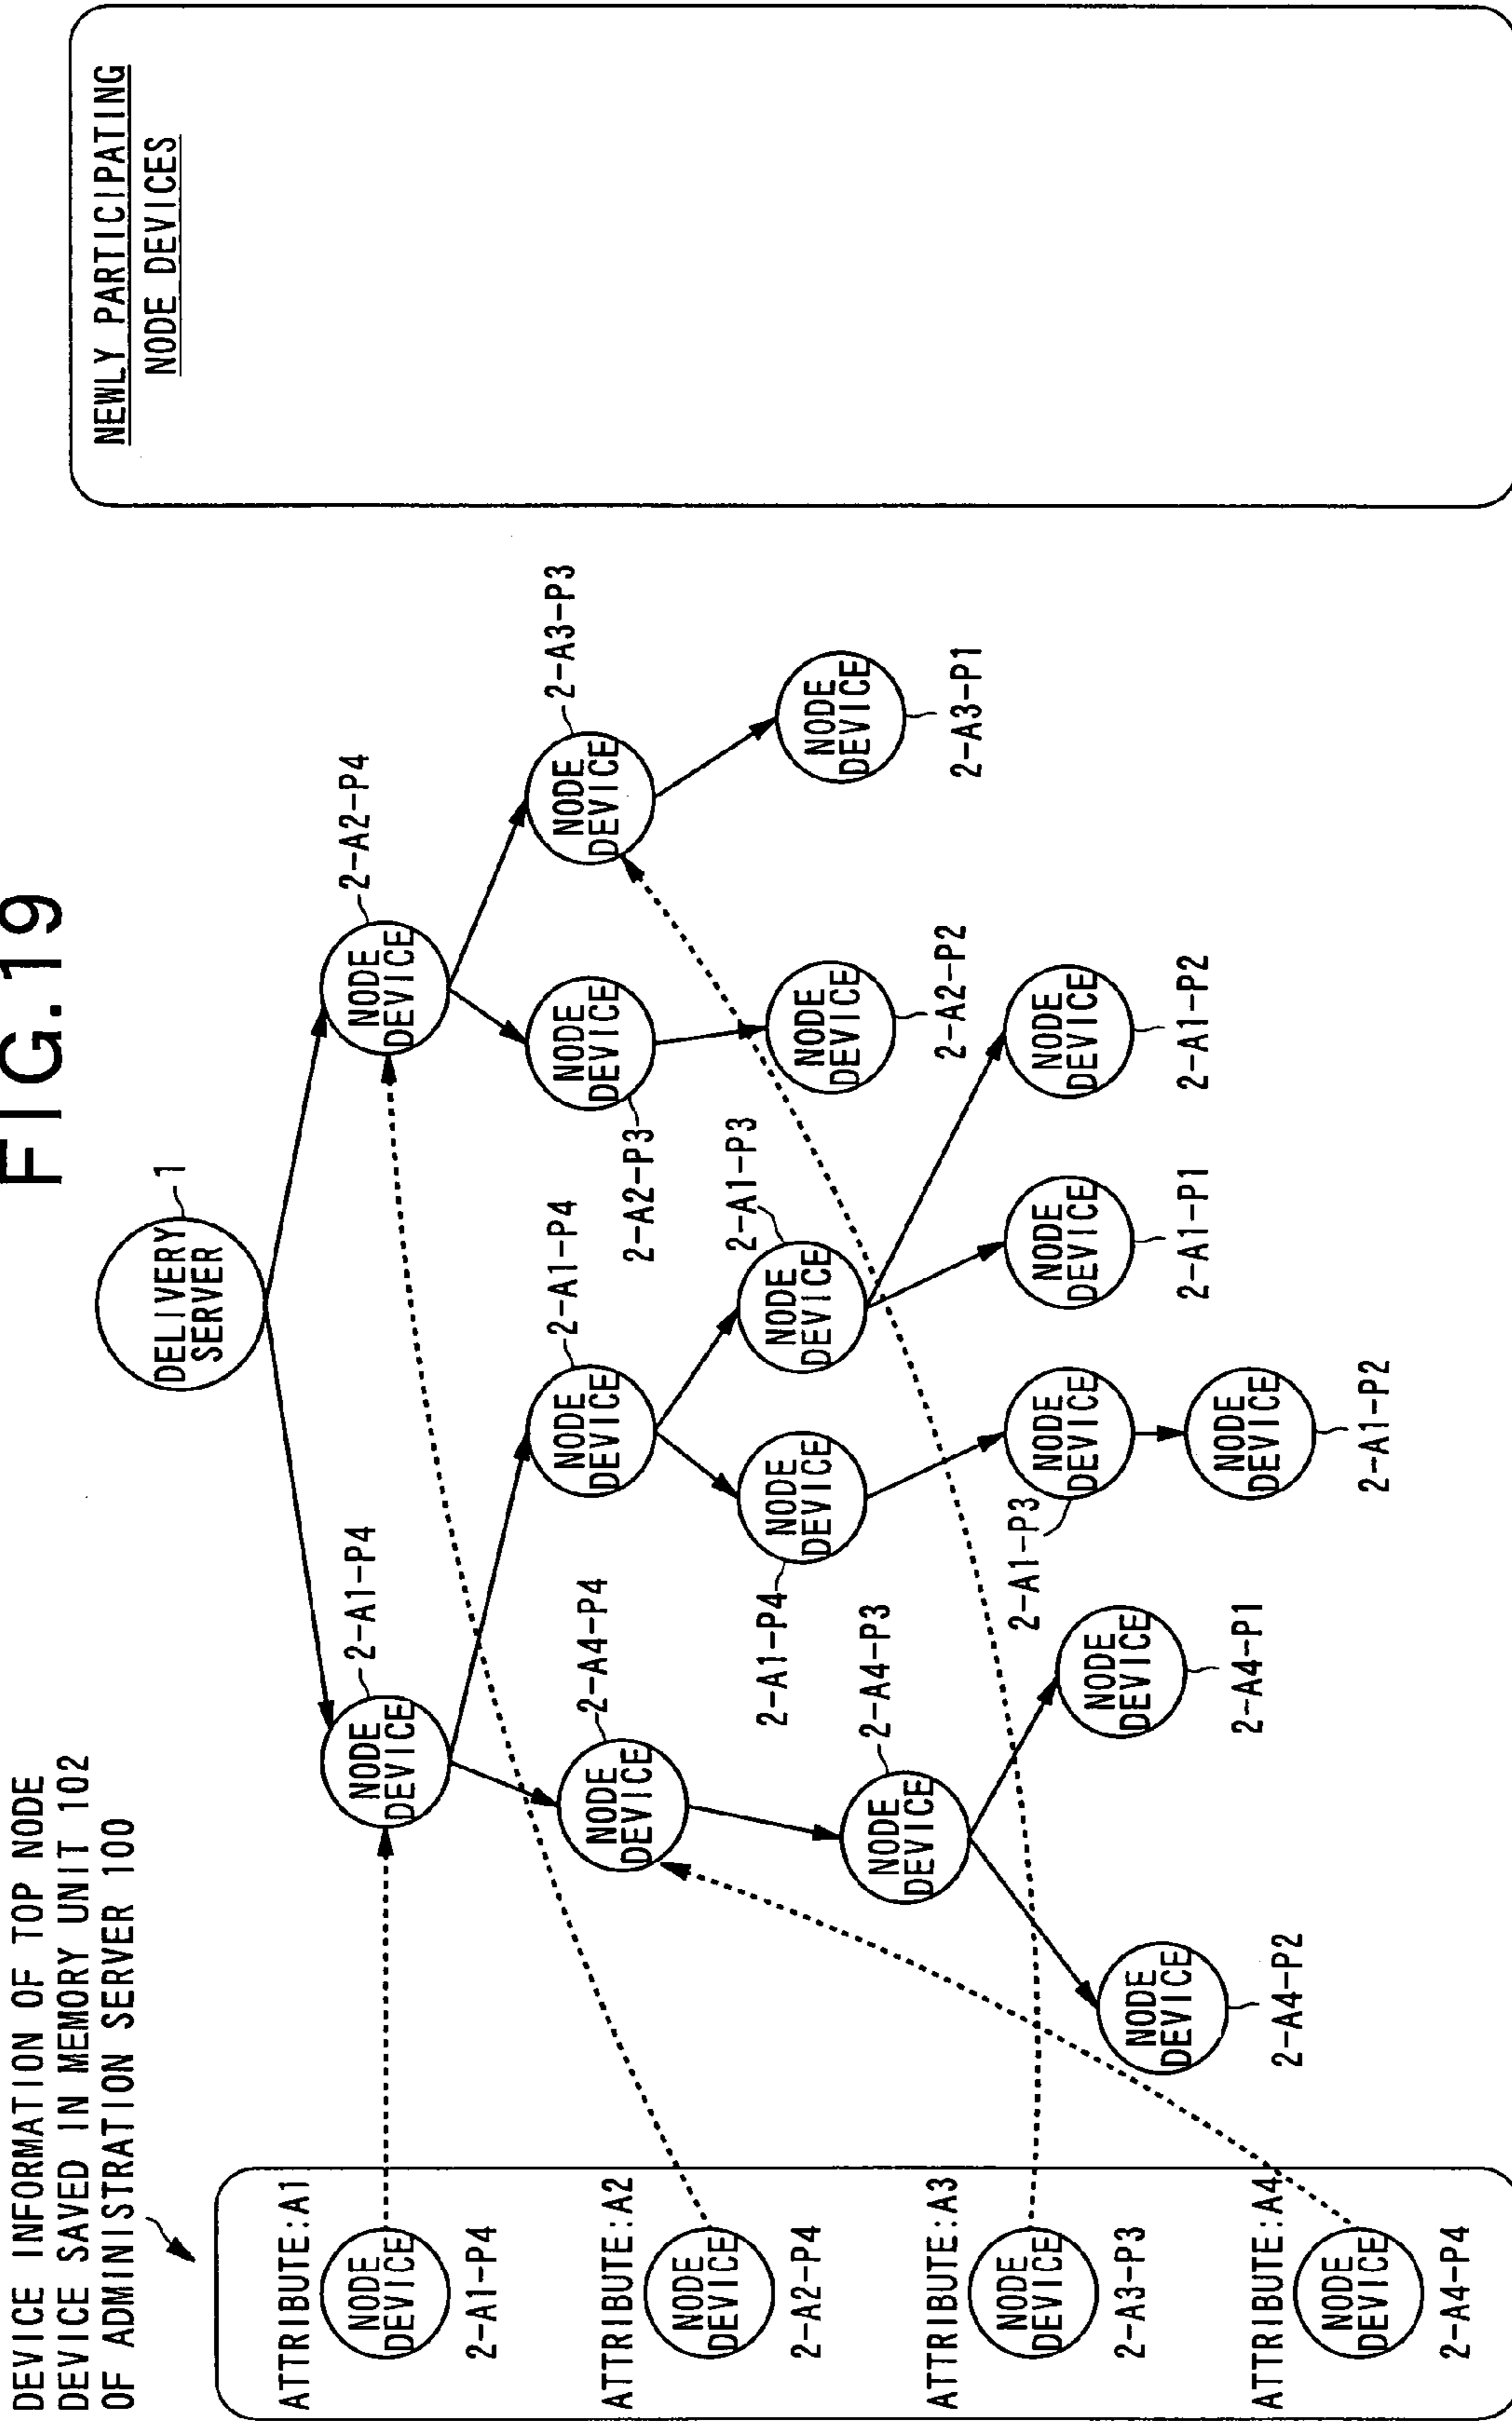 FIG.19
DEVICE INFORMATION OF TOP NODE
DEVICE SAVED IN MEMORY UNIT 102
OF ADMINISTRATION SERVER 100
ATTRIBUTE:A1
NODE
DEVICE
2-A1-P4
ATTRIBUTE:A2
NODE
DEVICE
2-A2-P4
ATTRIBUTE:A3
NODE
DEVICE
2-A3-P3
ATTRIBUTE:A4
NODE
DEVICE
2-A4-P4
DELIVERY
SERVER
1
NODE
DEVICE
2-A1-P4
NODE
DEVICE
2-A2-P4
NODE
DEVICE
2-A4-P4
NODE
DEVICE
2-A1-P4
NODE
DEVICE
2-A2-P3
NODE
DEVICE
2-A3-P3
NODE
DEVICE
2-A4-P3
NODE
DEVICE
2-A1-P4
NODE
DEVICE
2-A1-P3
NODE
DEVICE
2-A2-P2
NODE
DEVICE
2-A3-P1
NODE
DEVICE
2-A4-P2
NODE
DEVICE
2-A4-P1
NODE
DEVICE
2-A1-P3
NODE
DEVICE
2-A1-P1
NODE
DEVICE
2-A1-P2
NODE
DEVICE
2-A1-P2
NEWLY PARTICIPATING
NODE DEVICES